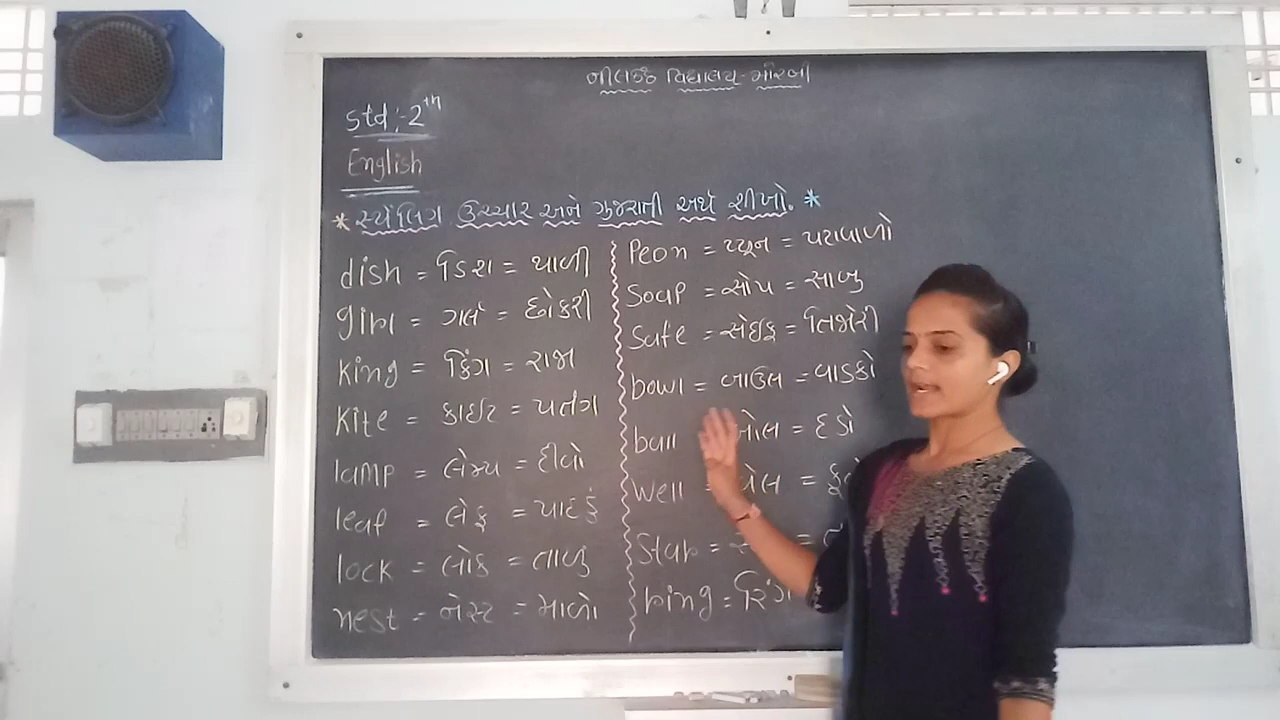 નીલકંઠ વિદ્યાલય - મોરબી
Std :- 2th
English
* સ્પેલિંગ ઉચ્ચાર અને ગુજરાતી અર્થ શીખો. *
dish = ડિશ = થાળી
girl = ગર્લ = છોકરી
king = કિંગ = રાજા
kite = કાઈટ = પતંગ
lamp = લેમ્પ = દીવો
leaf = લેફ = પાદડું
lock = લોક = તાળુ
nest = નેસ્ટ = માળો
Peon = પ્યૂન = પટાવાળો
Soap = સોપ = સાબુ
Safe = સેઈફ = તિજોરી
bowl = બાઉલ = વાડકો
ball બોલ = દડો
Well = વેલ =
Star =
ring = રિંગ